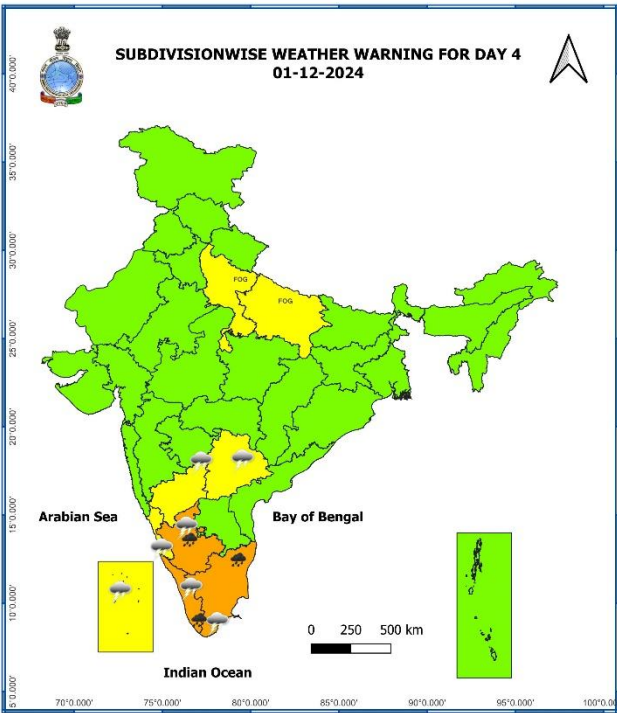 SUBDIVISIONWISE WEATHER WARNING FOR DAY 4
01-12-2024
40°0.000'
35°0.000'
30°0.000'
FOG
FOG
25°0.000'
20°0.000'
15°0.000'
Arabian Sea
Bay of Bengal
10°0.000'
0 250 500 km
Indian Ocean
5°0.000'
70°0.000' 75°0.000' 80°0.000' 85°0.000' 90°0.000' 95°0.000'